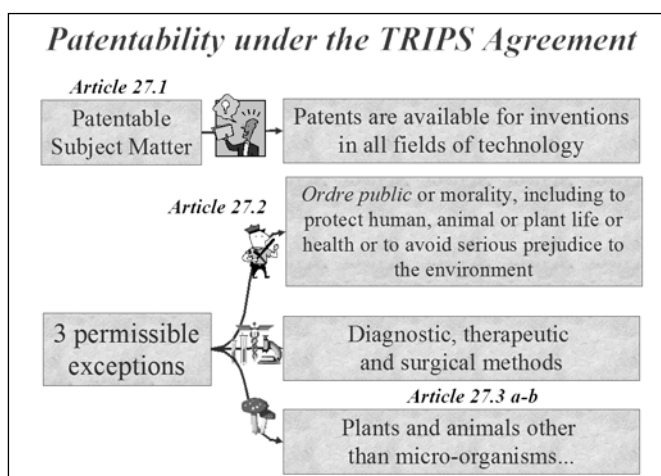 Patentability under the TRIPS Agreement
Article 27.1
Patentable
Subject Matter
Patents are available for inventions
in all fields of technology
Article 27.2
Ordre public or morality, including to
protect human, animal or plant life or
health or to avoid serious prejudice to
the environment
3 permissible
exceptions
Diagnostic, therapeutic
and surgical methods
Article 27.3 a-b
Plants and animals other
than micro-organisms...